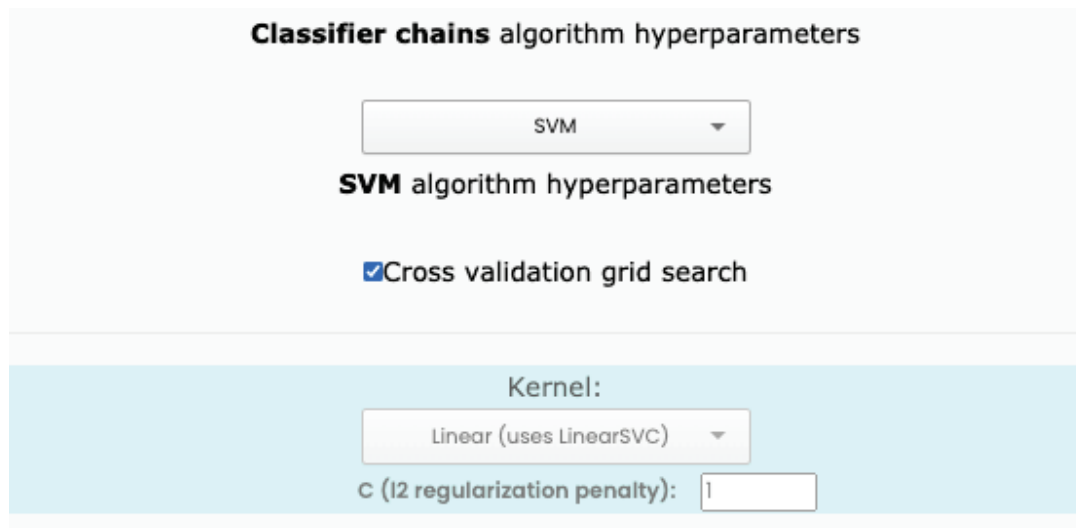 Classifier chains algorithm hyperparameters
SVM
SVM algorithm hyperparameters
Cross validation grid search
Kernel:
Linear (uses LinearSVC)
C (l2 regularization penalty): 1